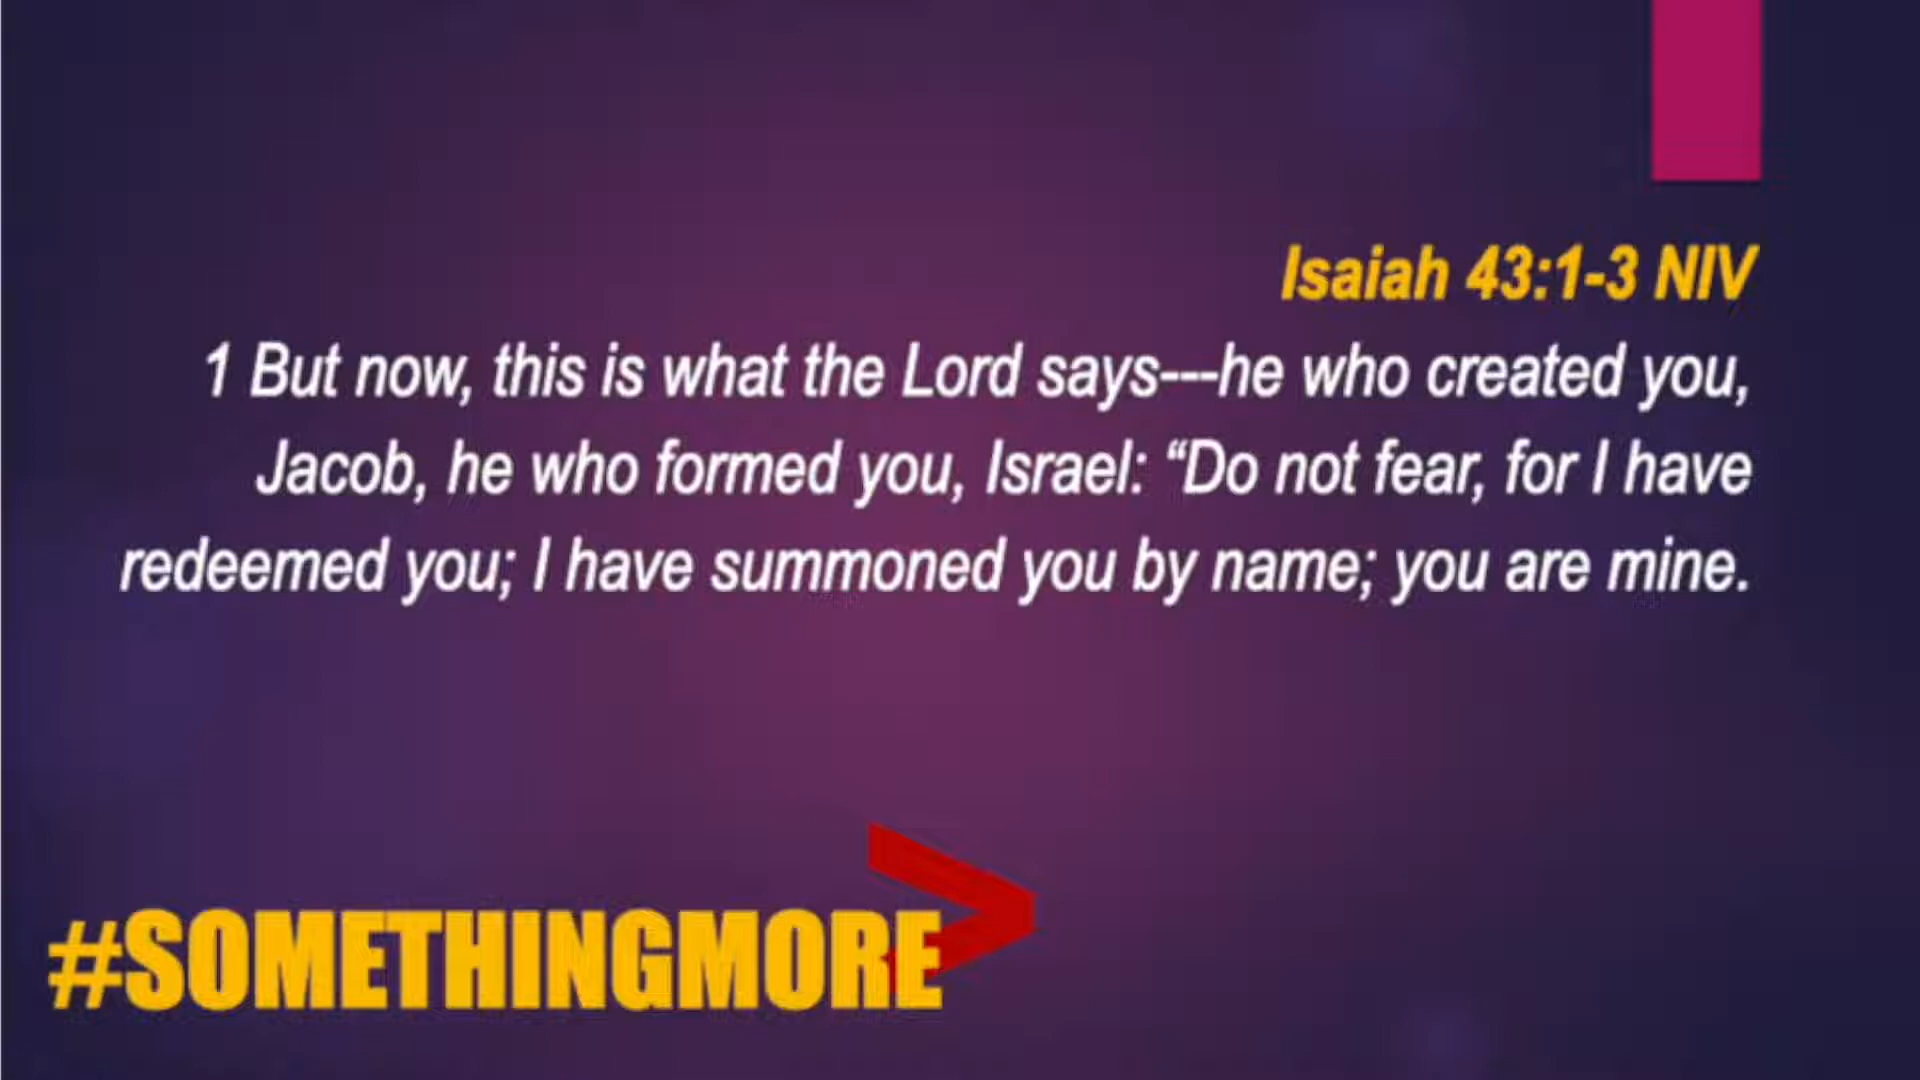 Isaiah 43:1-3 NIV
1 But now, this is what the Lord says---he who created you,
Jacob, he who formed you, Israel: “Do not fear, for I have
redeemed you; I have summoned you by name; you are mine.
#SOMETHINGMORE>